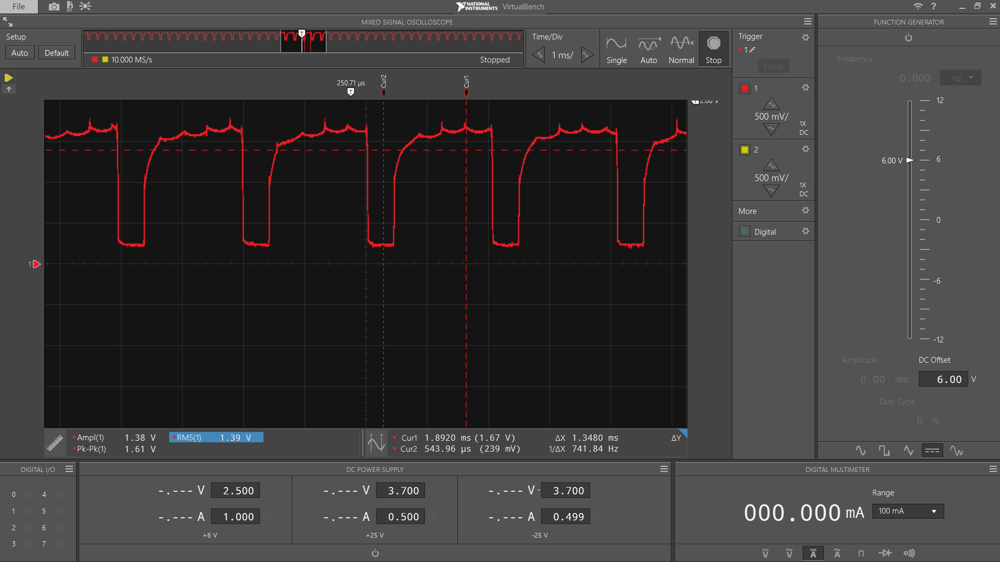 File
NATIONAL INSTRUMENTS VirtualBench
?
MIXED SIGNAL OSCILLOSCOPE
FUNCTION GENERATOR
Setup
Auto Default
T
10.000 MS/s
Stopped
Time/Div
1 ms/
Single Auto Normal Stop
Trigger
1
Force
250.71 µs
T
Cur2
Cur1
T 2.00 V
1
1
500 mV/
1X
DC
2
500 mV/
1X
DC
More
Digital
Frequency
0.000 Hz
12
6.00 V
6
0
-6
-12
Amplitude DC Offset
0.00 Vpp 6.00 V
Duty Cycle
0 %
Ampl(1) 1.38 V RMS(1) 1.39 V
Pk-Pk(1) 1.61 V
Cur1 1.8920 ms (1.67 V) ΔX 1.3480 ms ΔY
Cur2 543.96 µs (239 mV) 1/ΔX 741.84 Hz
DIGITAL I/O
0 4
1 5
2 6
3 7
DC POWER SUPPLY
-.--- V 2.500 CV -.--- V 3.700 CV -.--- V -3.700 CV
-.--- A 1.000 CC -.--- A 0.500 CC -.--- A 0.499 CC
+6 V +25 V -25 V
DIGITAL MULTIMETER
Range
000.000 mA 100 mA
V V A A Ω